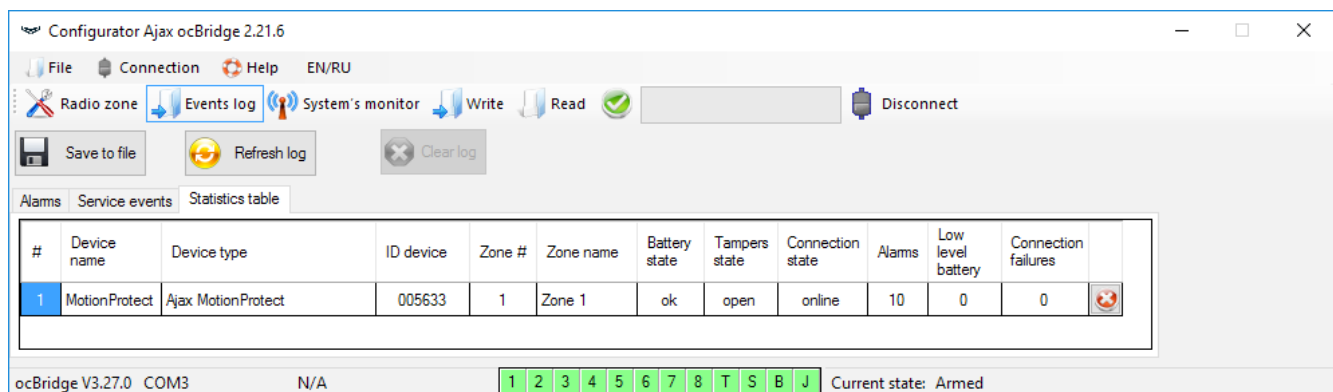 Configurator Ajax ocBridge 2.21.6
File Connection Help EN/RU
Radio zone Events log System's monitor Write Read Disconnect
Save to file Refresh log Clear log
Alarms Service events Statistics table
# Device name Device type ID device Zone # Zone name Battery state Tampers state Connection state Alarms Low level battery Connection failures
1 MotionProtect Ajax MotionProtect 005633 1 Zone 1 ok open online 10 0 0
ocBridge V3.27.0 COM3 N/A 1 2 3 4 5 6 7 8 T S B J Current state: Armed